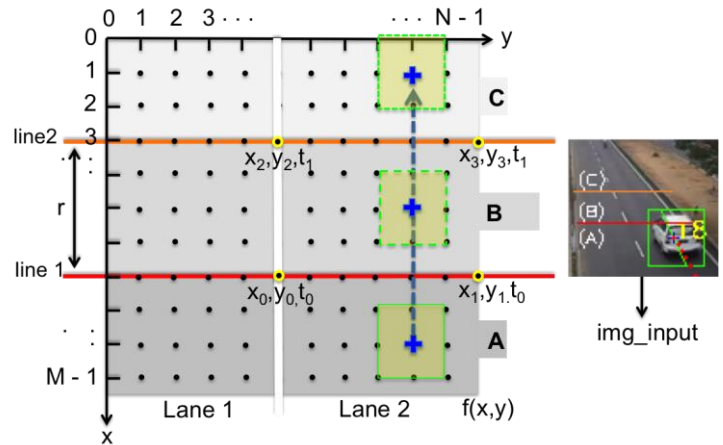 0 1 2 3 · · · · · · N - 1
0 y
1
2 C
line2 3
x₂,y₂,t₁ x₃,y₃,t₁
r
(C)
B
(B)
(A)
line 1
x₀,y₀,t₀ x₁,y₁.t₀
img_input
A
M - 1
Lane 1 Lane 2 f(x,y)
x